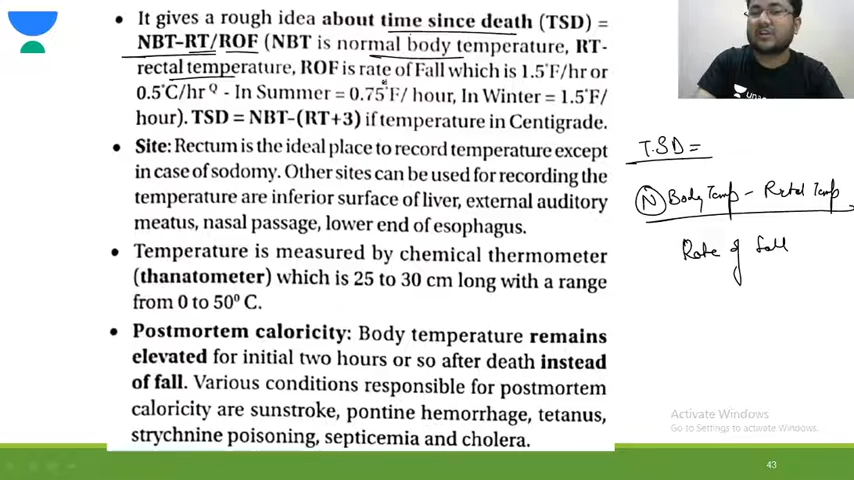 • It gives a rough idea about time since death (TSD) =
NBT–RT/ROF (NBT is normal body temperature, RT-
rectal temperature, ROF is rate of Fall which is 1.5°F/hr or
0.5°C/hr Q - In Summer = 0.75°F/ hour, In Winter = 1.5°F/
hour). TSD = NBT–(RT+3) if temperature in Centigrade.
• Site: Rectum is the ideal place to record temperature except
in case of sodomy. Other sites can be used for recording the
temperature are inferior surface of liver, external auditory
meatus, nasal passage, lower end of esophagus.
• Temperature is measured by chemical thermometer
(thanatometer) which is 25 to 30 cm long with a range
from 0 to 50⁰ C.
• Postmortem caloricity: Body temperature remains
elevated for initial two hours or so after death instead
of fall. Various conditions responsible for postmortem
caloricity are sunstroke, pontine hemorrhage, tetanus,
strychnine poisoning, septicemia and cholera.
T.SD =
N Body Temp - Rectal Temp
Rate of fall
Activate Windows
Go to Settings to activate Windows.
43